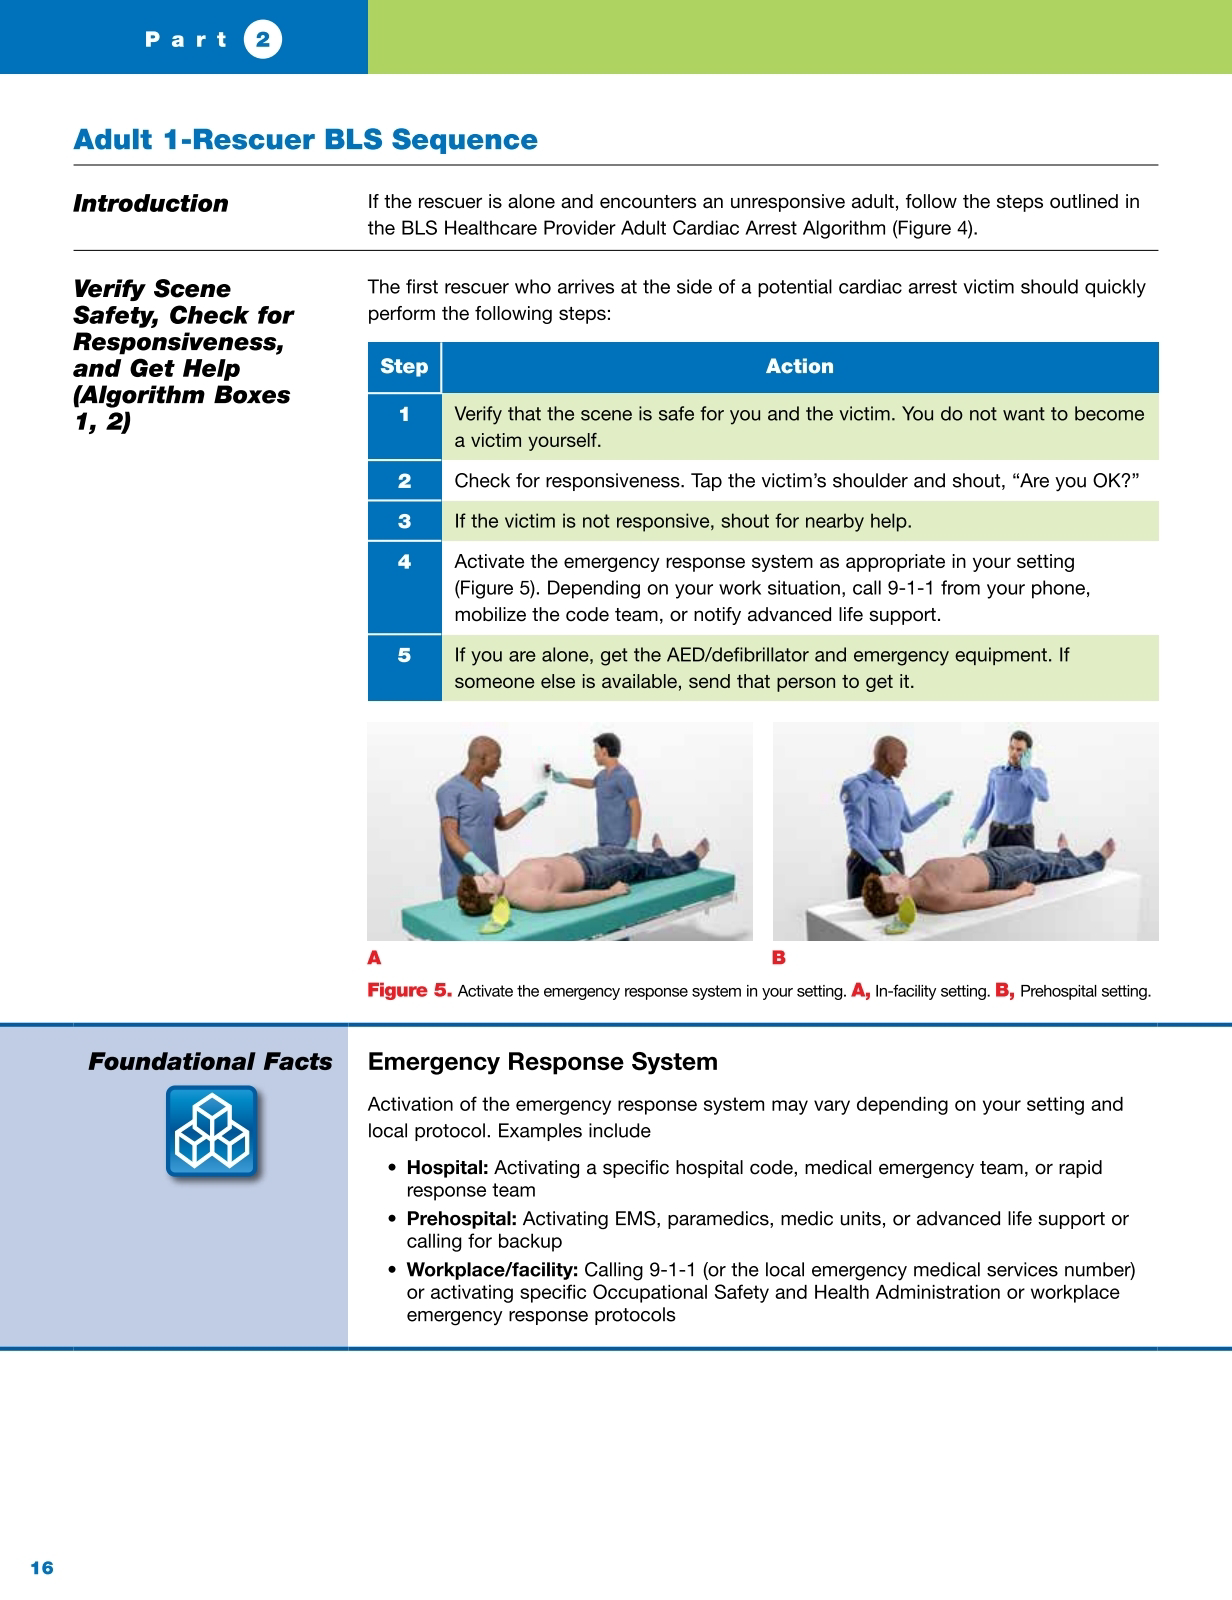 Part 2
Adult 1-Rescuer BLS Sequence
Introduction
If the rescuer is alone and encounters an unresponsive adult, follow the steps outlined in
the BLS Healthcare Provider Adult Cardiac Arrest Algorithm (Figure 4).
Verify Scene
Safety, Check for
Responsiveness,
and Get Help
(Algorithm Boxes
1, 2)
The first rescuer who arrives at the side of a potential cardiac arrest victim should quickly
perform the following steps:
Step Action
1 Verify that the scene is safe for you and the victim. You do not want to become
a victim yourself.
2 Check for responsiveness. Tap the victim’s shoulder and shout, “Are you OK?”
3 If the victim is not responsive, shout for nearby help.
4 Activate the emergency response system as appropriate in your setting
(Figure 5). Depending on your work situation, call 9-1-1 from your phone,
mobilize the code team, or notify advanced life support.
5 If you are alone, get the AED/defibrillator and emergency equipment. If
someone else is available, send that person to get it.
A B
Figure 5. Activate the emergency response system in your setting. A, In-facility setting. B, Prehospital setting.
Foundational Facts
Emergency Response System
Activation of the emergency response system may vary depending on your setting and
local protocol. Examples include
• Hospital: Activating a specific hospital code, medical emergency team, or rapid
response team
• Prehospital: Activating EMS, paramedics, medic units, or advanced life support or
calling for backup
• Workplace/facility: Calling 9-1-1 (or the local emergency medical services number)
or activating specific Occupational Safety and Health Administration or workplace
emergency response protocols
16